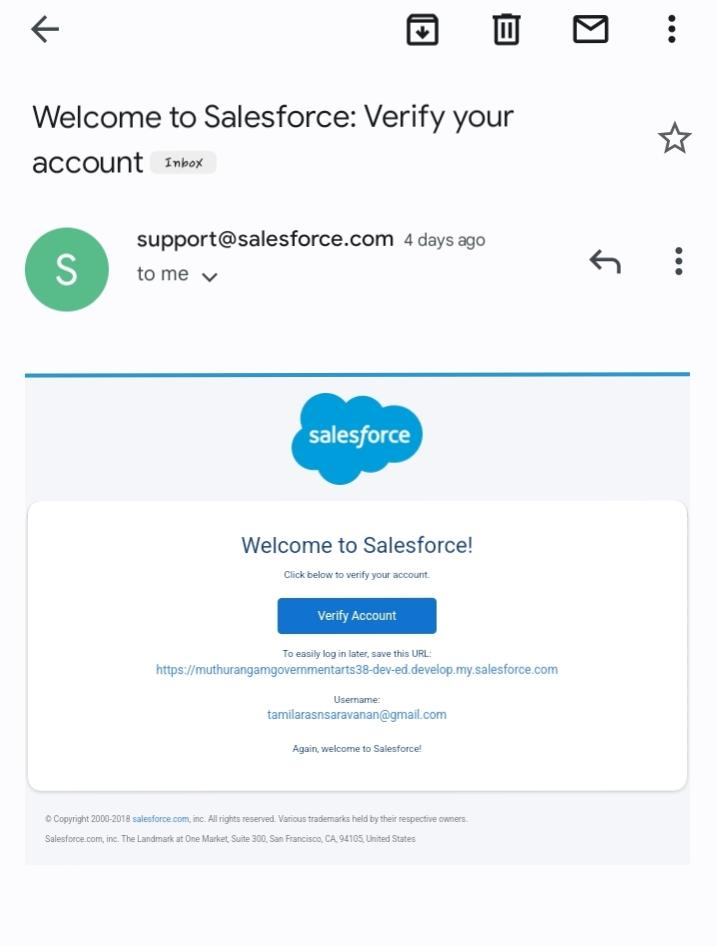 Welcome to Salesforce: Verify your
account Inbox
support@salesforce.com 4 days ago
S
to me
salesforce
Welcome to Salesforce!
Click below to verify your account.
Verify Account
To easily log in later, save this URL:
https://muthurangamgovernmentarts38-dev-ed.develop.my.salesforce.com
Username:
tamilarasnsaravanan@gmail.com
Again, welcome to Salesforce!
© Copyright 2000-2018 salesforce.com, inc. All rights reserved. Various trademarks held by their respective owners.
Salesforce.com, inc. The Landmark at One Market, Suite 300, San Francisco, CA, 94105, United States